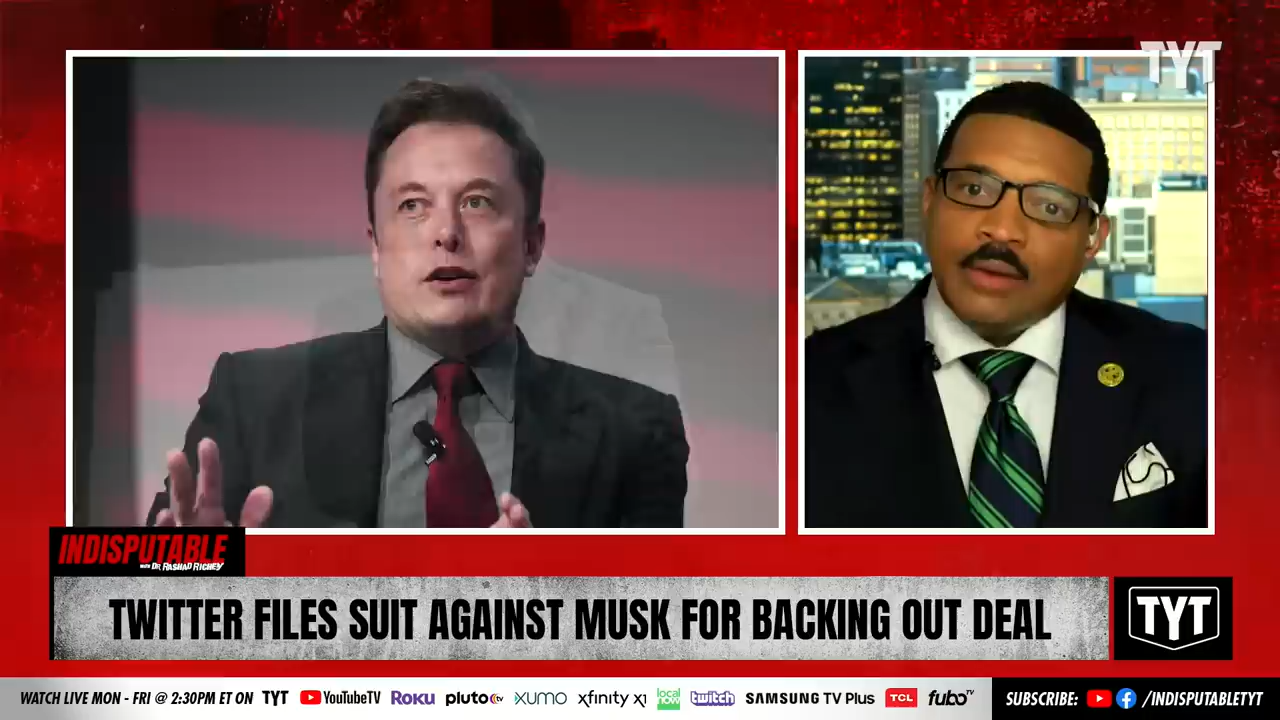 TYT
INDISPUTABLE
WITH DR. RASHAD RICHEY
TWITTER FILES SUIT AGAINST MUSK FOR BACKING OUT DEAL
TYT
WATCH LIVE MON - FRI @ 2:30PM ET ON TYT YouTubeTV ROKU pluto tv XUMO xfinity X1 local now twitch SAMSUNG TV Plus TCL fubo TV
SUBSCRIBE: /INDISPUTABLETYT